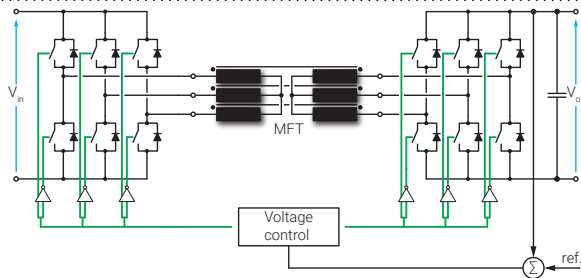 V_in
V_o
MFT
Voltage
control
ref.
Σ